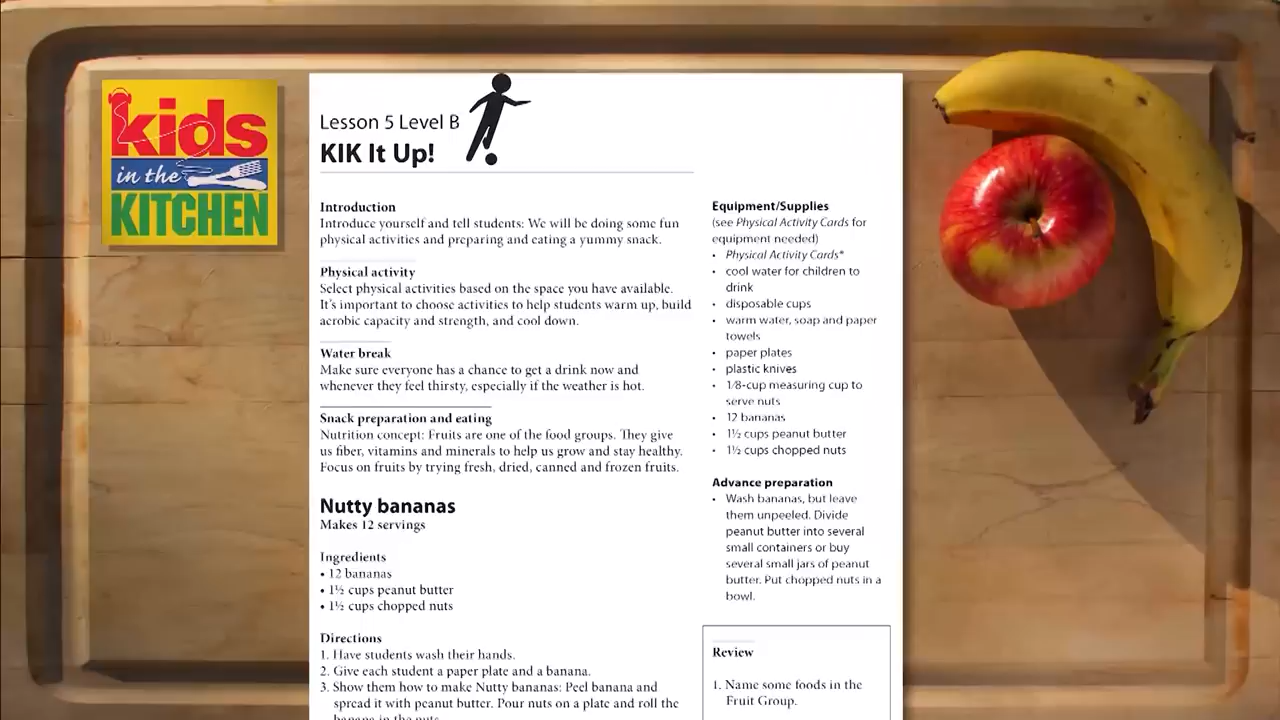 kids
in the
KITCHEN
Lesson 5 Level B
KIK It Up!
Introduction
Introduce yourself and tell students: We will be doing some fun
physical activities and preparing and eating a yummy snack.
Physical activity
Select physical activities based on the space you have available.
It's important to choose activities to help students warm up, build
aerobic capacity and strength, and cool down.
Water break
Make sure everyone has a chance to get a drink now and
whenever they feel thirsty, especially if the weather is hot.
Snack preparation and eating
Nutrition concept: Fruits are one of the food groups. They give
us fiber, vitamins and minerals to help us grow and stay healthy.
Focus on fruits by trying fresh, dried, canned and frozen fruits.
Nutty bananas
Makes 12 servings
Ingredients
• 12 bananas
• 1½ cups peanut butter
• 1½ cups chopped nuts
Directions
1. Have students wash their hands.
2. Give each student a paper plate and a banana.
3. Show them how to make Nutty bananas: Peel banana and
spread it with peanut butter. Pour nuts on a plate and roll the
banana in the nuts.
Equipment/Supplies
(see Physical Activity Cards for
equipment needed)
• Physical Activity Cards*
• cool water for children to
drink
• disposable cups
• warm water, soap and paper
towels
• paper plates
• plastic knives
• 1/8-cup measuring cup to
serve nuts
• 12 bananas
• 1½ cups peanut butter
• 1½ cups chopped nuts
Advance preparation
• Wash bananas, but leave
them unpeeled. Divide
peanut butter into several
small containers or buy
several small jars of peanut
butter. Put chopped nuts in a
bowl.
Review
1. Name some foods in the
Fruit Group.